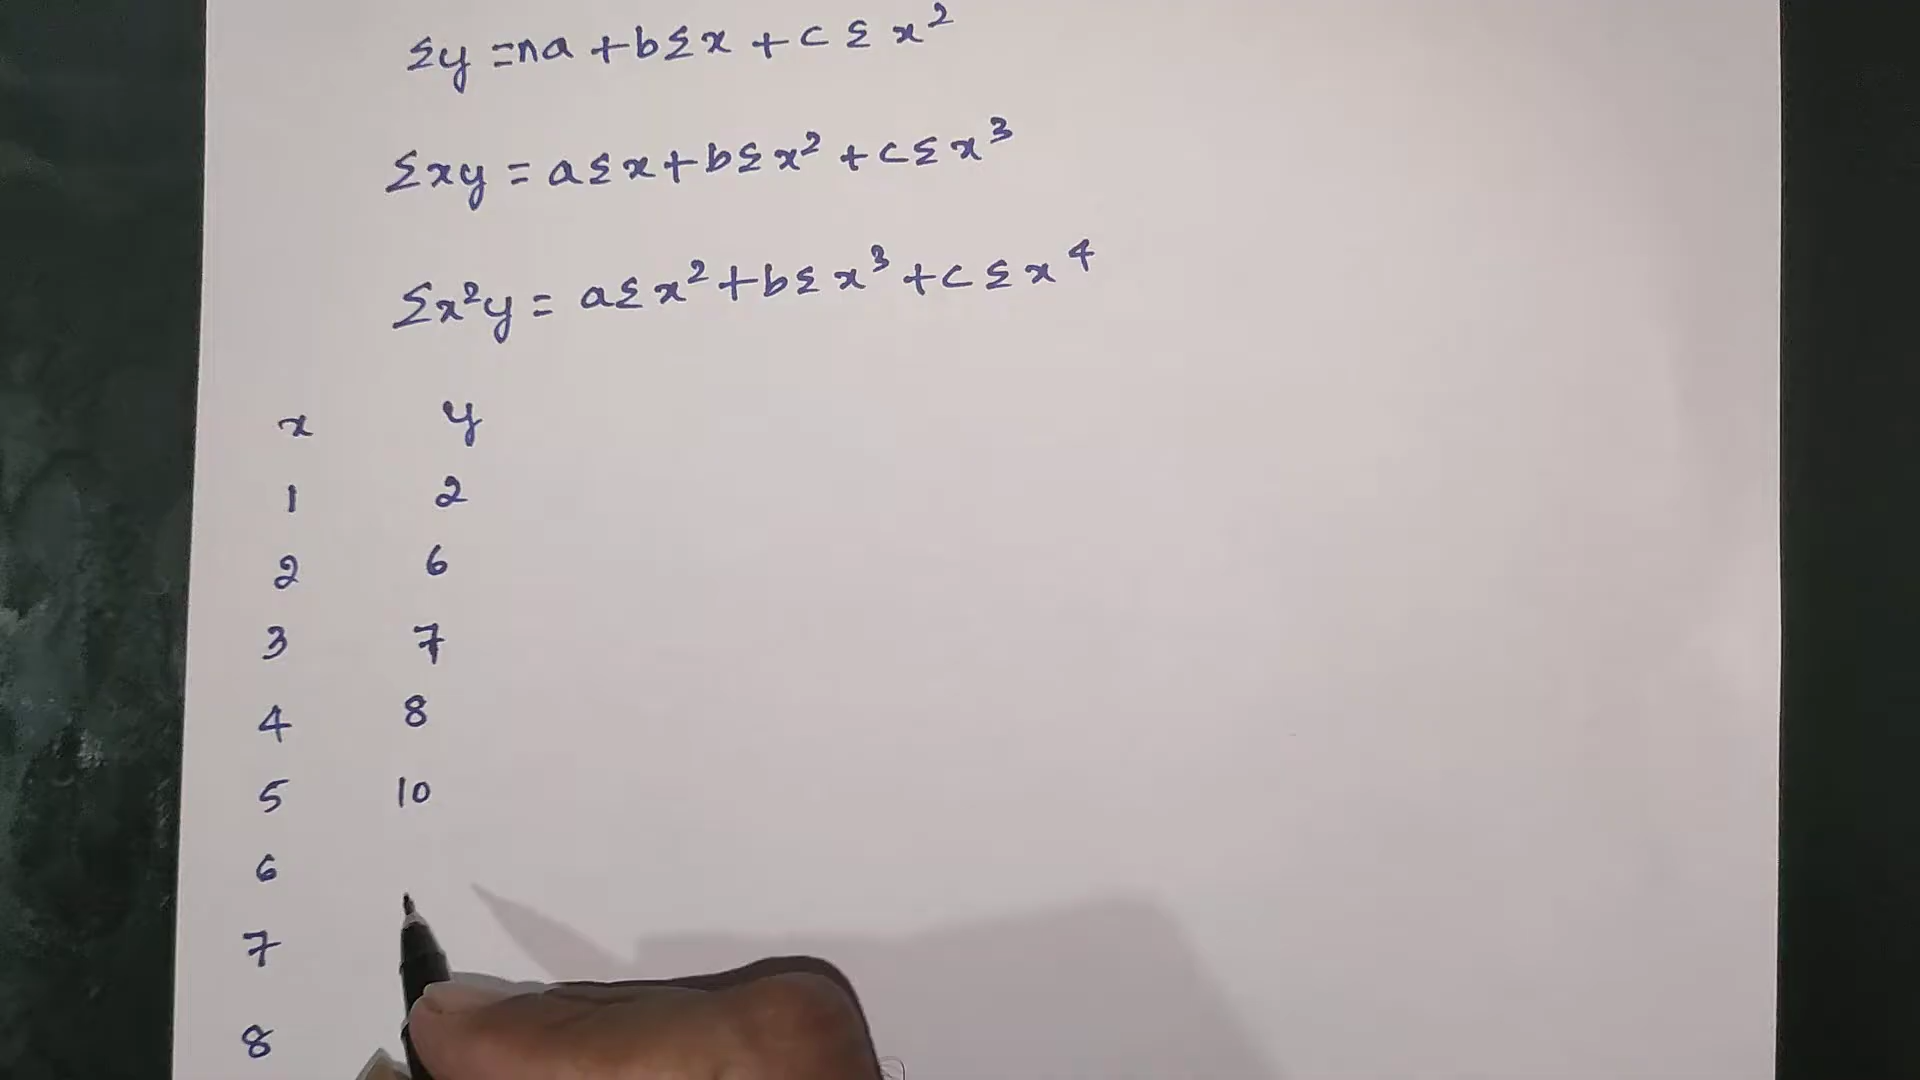 Σy = na + bΣx + cΣx²
Σxy = aΣx + bΣx² + cΣx³
Σx²y = aΣx² + bΣx³ + cΣx⁴
x y
1 2
2 6
3 7
4 8
5 10
6
7
8